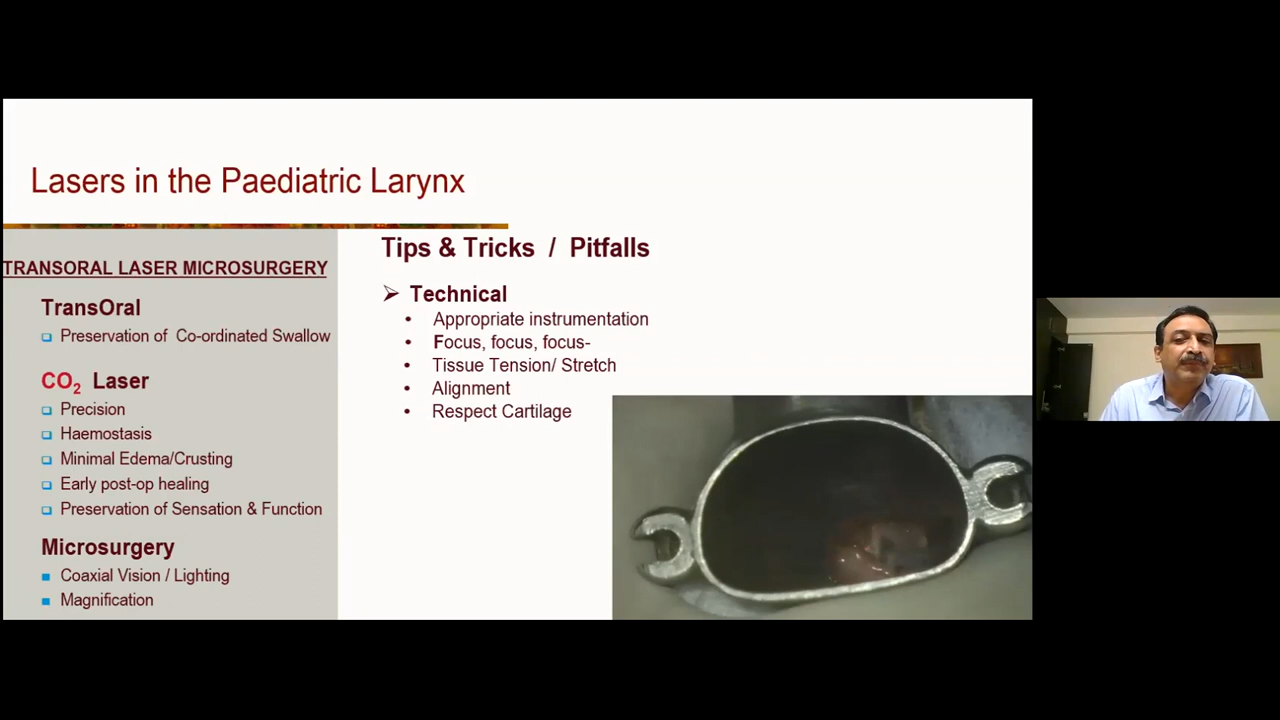 Lasers in the Paediatric Larynx
TRANSORAL LASER MICROSURGERY
TransOral
Preservation of Co-ordinated Swallow
CO2 Laser
Precision
Haemostasis
Minimal Edema/Crusting
Early post-op healing
Preservation of Sensation & Function
Microsurgery
Coaxial Vision / Lighting
Magnification
Tips & Tricks / Pitfalls
Technical
Appropriate instrumentation
Focus, focus, focus-
Tissue Tension/ Stretch
Alignment
Respect Cartilage